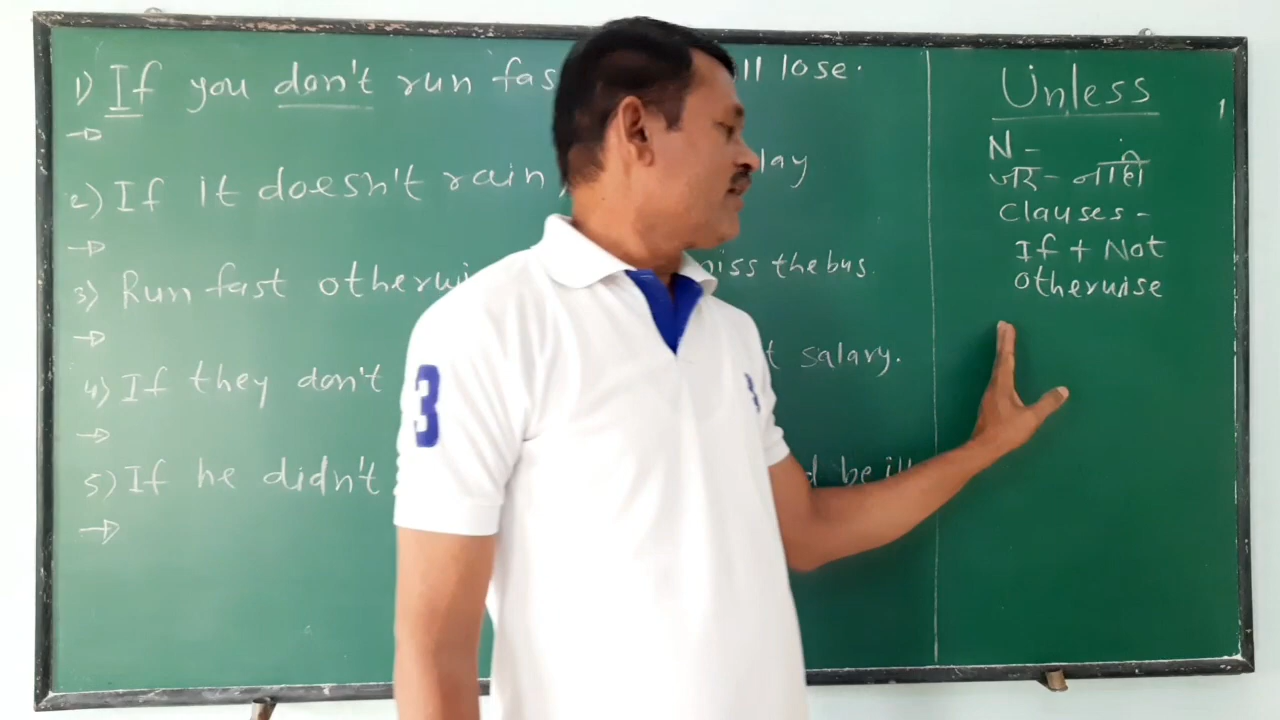 1) If you don't run fas ll lose.
2) If it doesn't rain, lay
3) Run fast otherwi miss the bus.
4) If they don't t salary.
5) If he didn't d be ill
Unless
N -
जर - नाहीं
Clauses -
If + Not
Otherwise
3